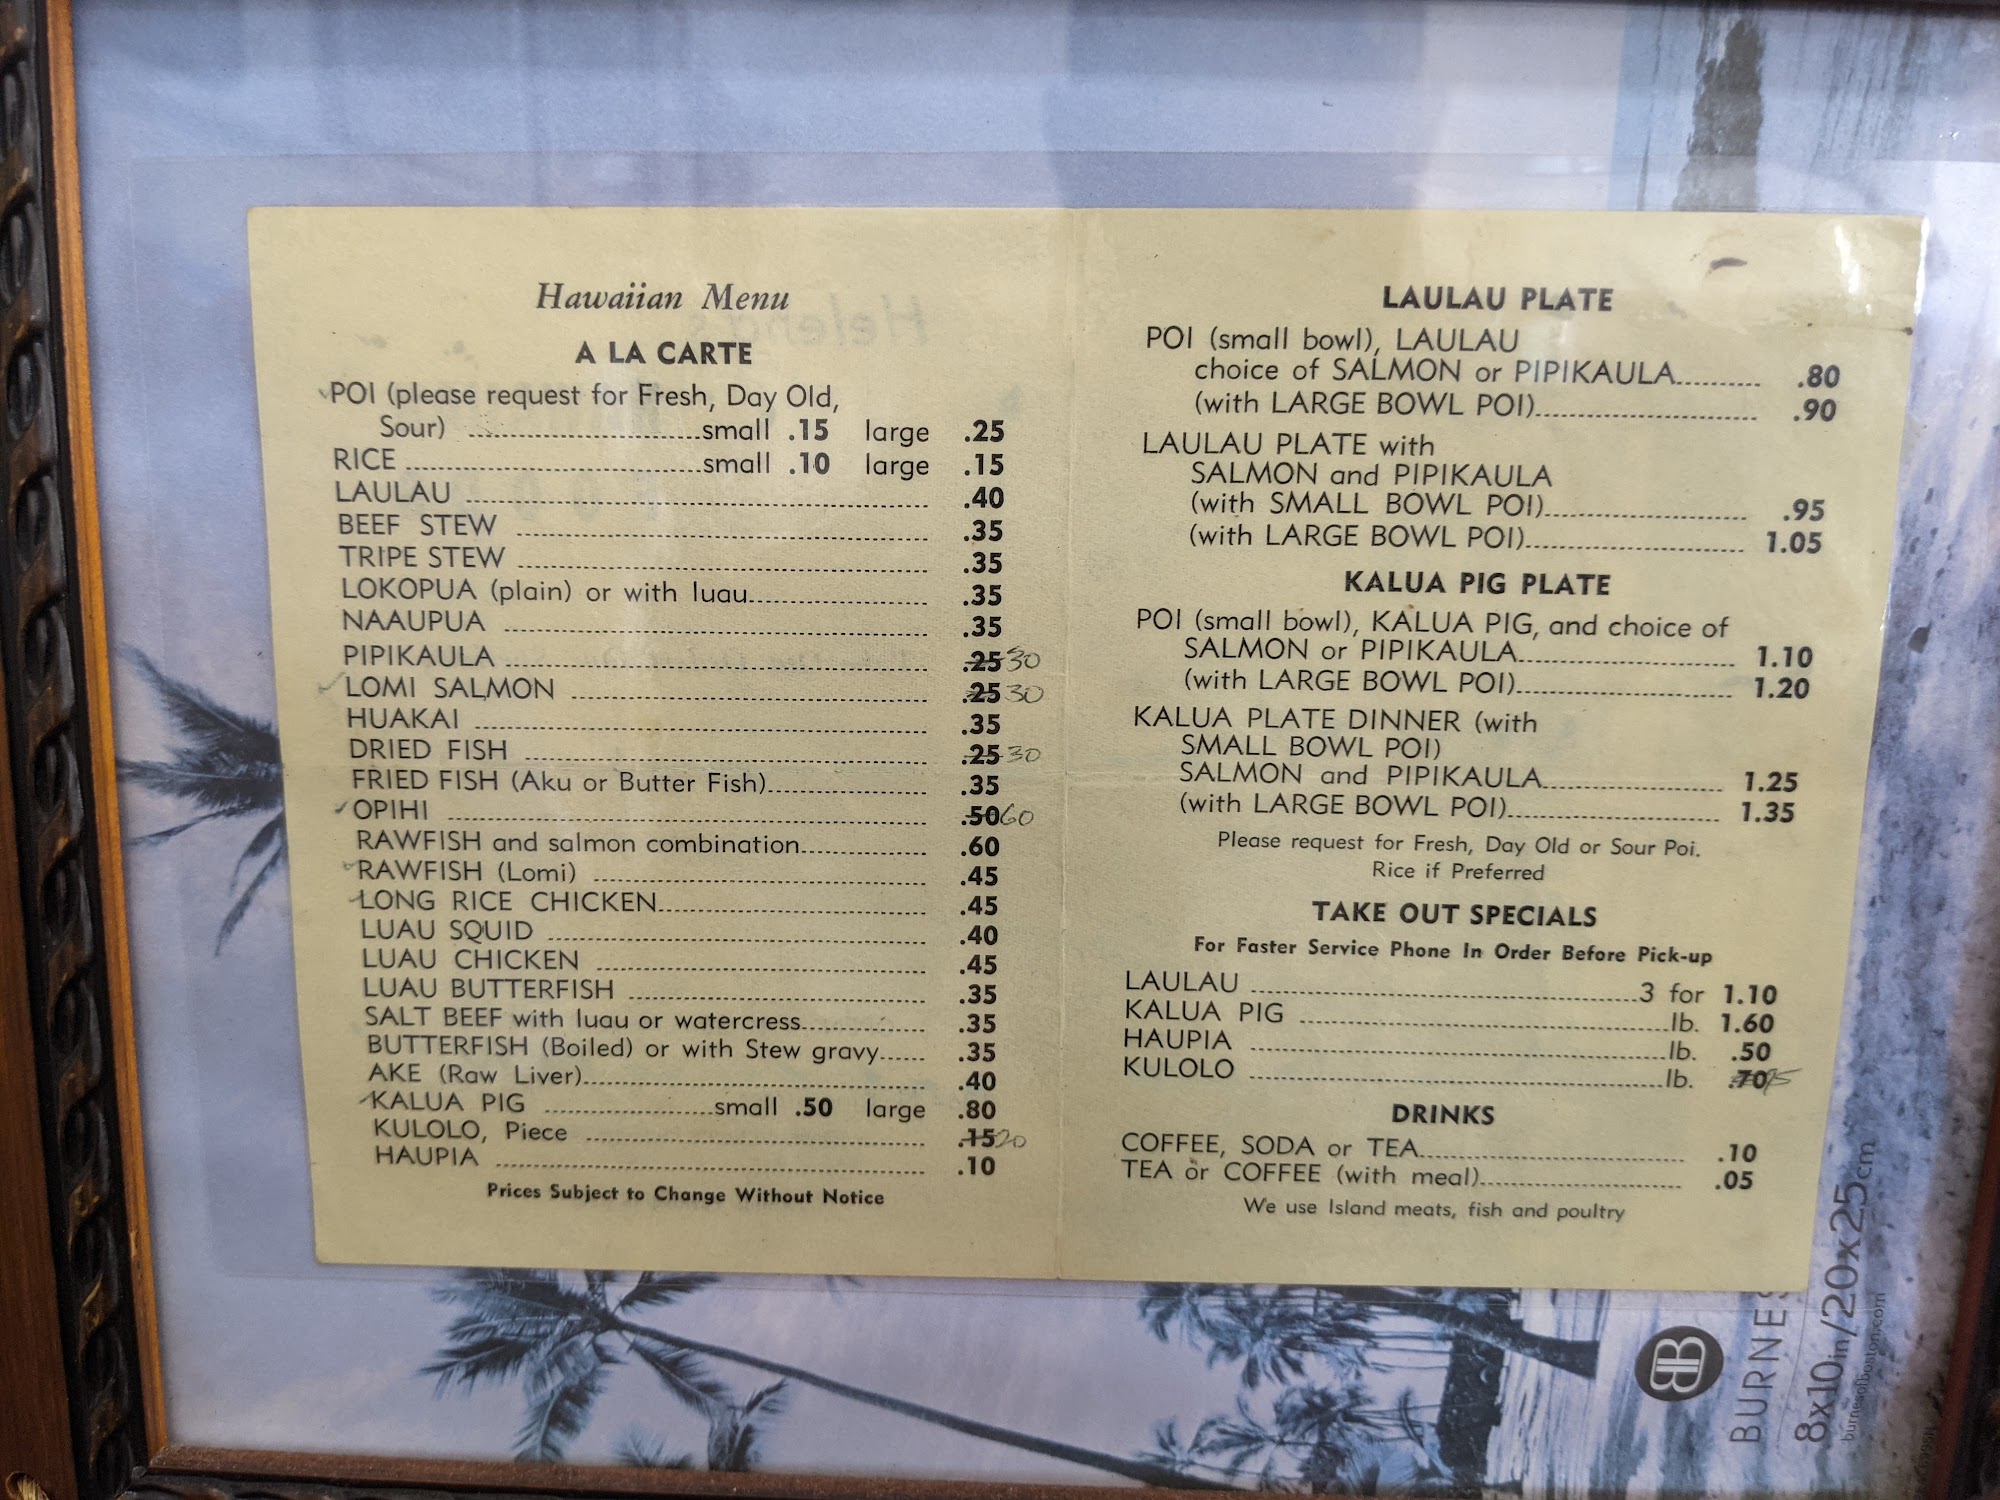 Hawaiian Menu
A LA CARTE
POI (please request for Fresh, Day Old,
Sour) ........ small .15 large .25
RICE ........ small .10 large .15
LAULAU ........ .40
BEEF STEW ........ .35
TRIPE STEW ........ .35
LOKOPUA (plain) or with luau ........ .35
NAAUPUA ........ .35
PIPIKAULA ........ .25 30
LOMI SALMON ........ .25 30
HUAKAI ........ .35
DRIED FISH ........ .25 30
FRIED FISH (Aku or Butter Fish) ........ .35
OPIHI ........ .50 60
RAWFISH and salmon combination ........ .60
RAWFISH (Lomi) ........ .45
LONG RICE CHICKEN ........ .45
LUAU SQUID ........ .40
LUAU CHICKEN ........ .45
LUAU BUTTERFISH ........ .35
SALT BEEF with luau or watercress ........ .35
BUTTERFISH (Boiled) or with Stew gravy ...... .35
AKE (Raw Liver) ........ .40
KALUA PIG ........ small .50 large .80
KULOLO, Piece ........ .15 20
HAUPIA ........ .10
Prices Subject to Change Without Notice
LAULAU PLATE
POI (small bowl), LAULAU
choice of SALMON or PIPIKAULA ........ .80
(with LARGE BOWL POI) ........ .90
LAULAU PLATE with
SALMON and PIPIKAULA
(with SMALL BOWL POI) ........ .95
(with LARGE BOWL POI) ........ 1.05
KALUA PIG PLATE
POI (small bowl), KALUA PIG, and choice of
SALMON or PIPIKAULA ........ 1.10
(with LARGE BOWL POI) ........ 1.20
KALUA PLATE DINNER (with
SMALL BOWL POI)
SALMON and PIPIKAULA ........ 1.25
(with LARGE BOWL POI) ........ 1.35
Please request for Fresh, Day Old or Sour Poi.
Rice if Preferred
TAKE OUT SPECIALS
For Faster Service Phone In Order Before Pick-up
LAULAU ........ 3 for 1.10
KALUA PIG ........ lb. 1.60
HAUPIA ........ lb. .50
KULOLO ........ lb. .70 75
DRINKS
COFFEE, SODA or TEA ........ .10
TEA or COFFEE (with meal) ........ .05
We use Island meats, fish and poultry
Helena's
BURNES
8x10in/20x25cm
burnesofboston.com